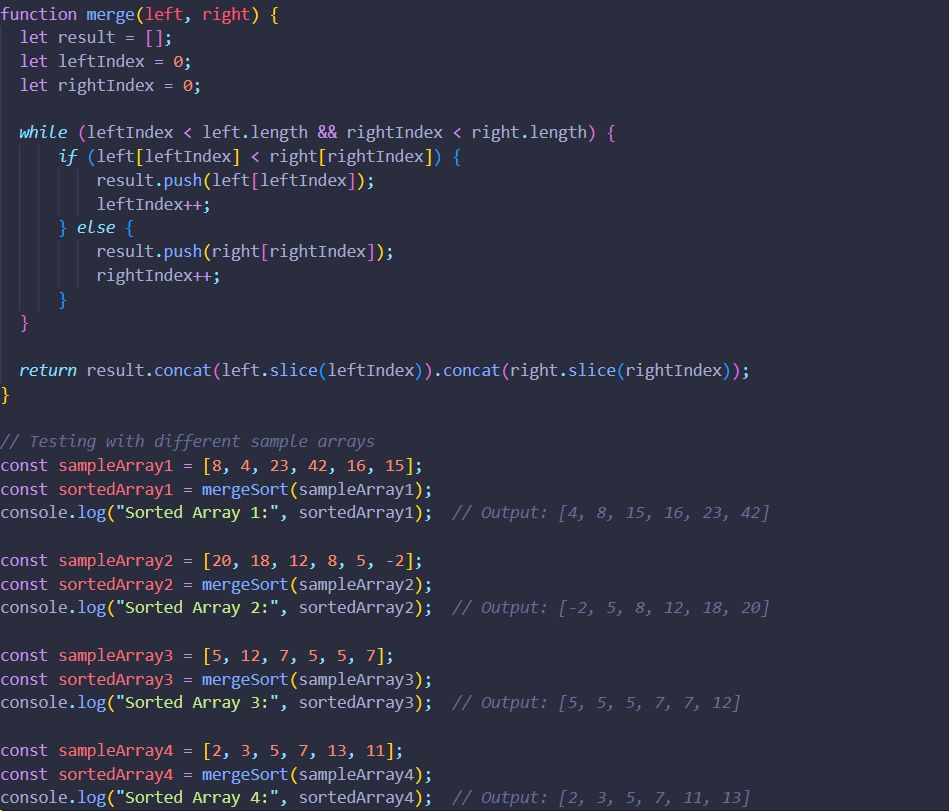 function merge(left, right) {
  let result = [];
  let leftIndex = 0;
  let rightIndex = 0;

  while (leftIndex < left.length && rightIndex < right.length) {
      if (left[leftIndex] < right[rightIndex]) {
          result.push(left[leftIndex]);
          leftIndex++;
      } else {
          result.push(right[rightIndex]);
          rightIndex++;
      }
  }

  return result.concat(left.slice(leftIndex)).concat(right.slice(rightIndex));
}

// Testing with different sample arrays
const sampleArray1 = [8, 4, 23, 42, 16, 15];
const sortedArray1 = mergeSort(sampleArray1);
console.log("Sorted Array 1:", sortedArray1);  // Output: [4, 8, 15, 16, 23, 42]

const sampleArray2 = [20, 18, 12, 8, 5, -2];
const sortedArray2 = mergeSort(sampleArray2);
console.log("Sorted Array 2:", sortedArray2);  // Output: [-2, 5, 8, 12, 18, 20]

const sampleArray3 = [5, 12, 7, 5, 5, 7];
const sortedArray3 = mergeSort(sampleArray3);
console.log("Sorted Array 3:", sortedArray3);  // Output: [5, 5, 5, 7, 7, 12]

const sampleArray4 = [2, 3, 5, 7, 13, 11];
const sortedArray4 = mergeSort(sampleArray4);
console.log("Sorted Array 4:", sortedArray4);  // Output: [2, 3, 5, 7, 11, 13]